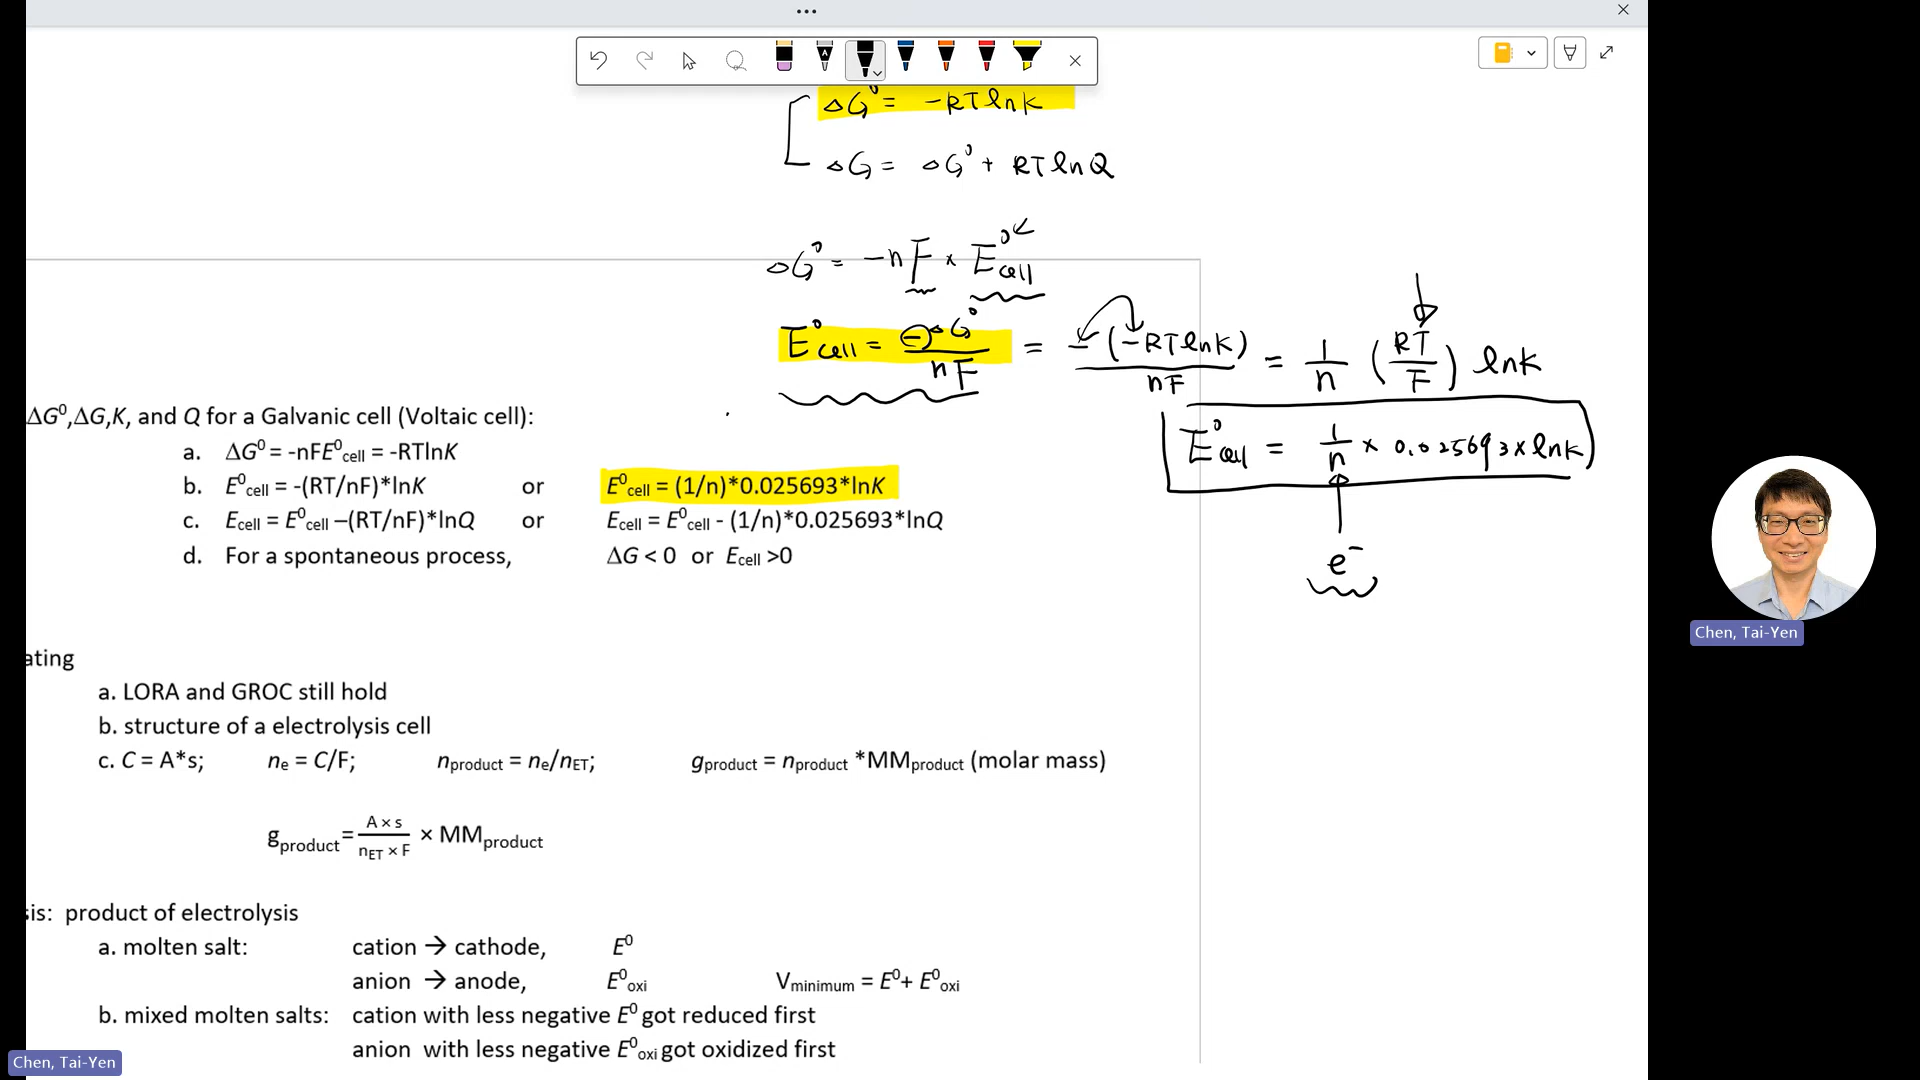 ΔG⁰ = -RTlnK
ΔG = ΔG⁰ + RTlnQ
ΔG⁰ = -nF × E⁰cell
E⁰cell = -ΔG⁰/nF = -(-RTlnK)/nF = 1/n (RT/F) lnK
E⁰cell = 1/n × 0.025693 × lnK
e⁻
ΔG⁰,ΔG,K, and Q for a Galvanic cell (Voltaic cell):
a. ΔG⁰ = -nFE⁰cell = -RTlnK
b. E⁰cell = -(RT/nF)*lnK or E⁰cell = (1/n)*0.025693*lnK
c. Ecell = E⁰cell –(RT/nF)*lnQ or Ecell = E⁰cell - (1/n)*0.025693*lnQ
d. For a spontaneous process, ΔG < 0 or Ecell >0
ating
a. LORA and GROC still hold
b. structure of a electrolysis cell
c. C = A*s; ne = C/F; nproduct = ne/nET; gproduct = nproduct *MMproduct (molar mass)
gproduct = A × s / nET × F × MMproduct
sis: product of electrolysis
a. molten salt: cation → cathode, E⁰
anion → anode, E⁰oxi Vminimum = E⁰+ E⁰oxi
b. mixed molten salts: cation with less negative E⁰ got reduced first
anion with less negative E⁰oxi got oxidized first
Chen, Tai-Yen
Chen, Tai-Yen